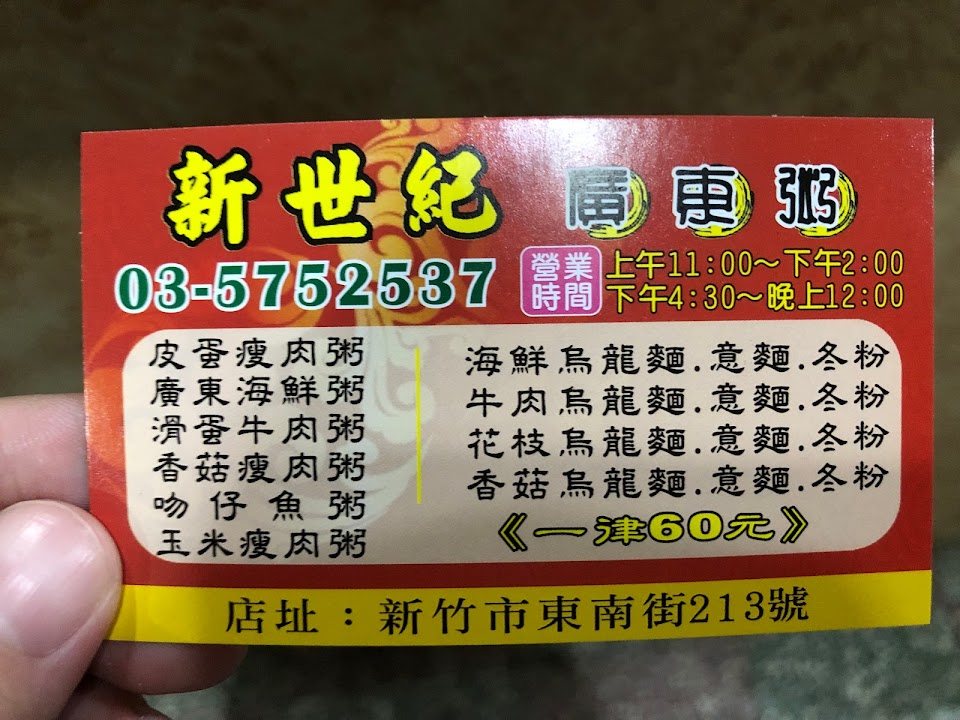 新世紀 廣東粥
03-5752537
營業時間
上午11:00～下午2:00
下午4:30～晚上12:00
皮蛋瘦肉粥
廣東海鮮粥
滑蛋牛肉粥
香菇瘦肉粥
吻仔魚粥
玉米瘦肉粥
海鮮烏龍麵.意麵.冬粉
牛肉烏龍麵.意麵.冬粉
花枝烏龍麵.意麵.冬粉
香菇烏龍麵.意麵.冬粉
《一律60元》
店址：新竹市東南街213號